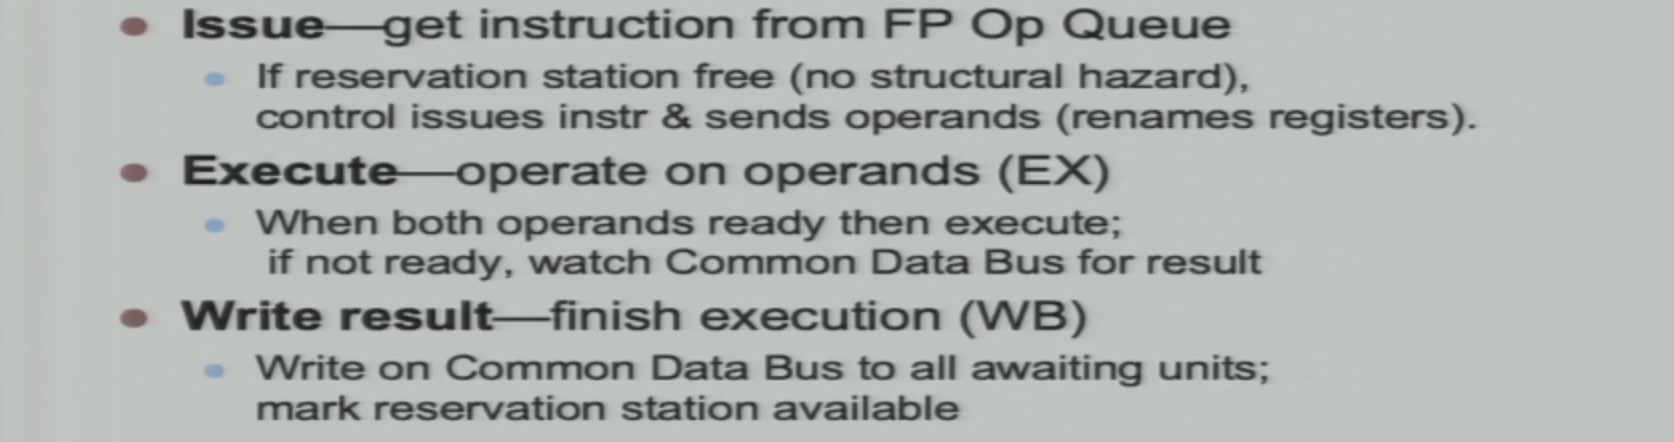 Issue—get instruction from FP Op Queue
If reservation station free (no structural hazard),
control issues instr & sends operands (renames registers).
Execute—operate on operands (EX)
When both operands ready then execute;
if not ready, watch Common Data Bus for result
Write result—finish execution (WB)
Write on Common Data Bus to all awaiting units;
mark reservation station available